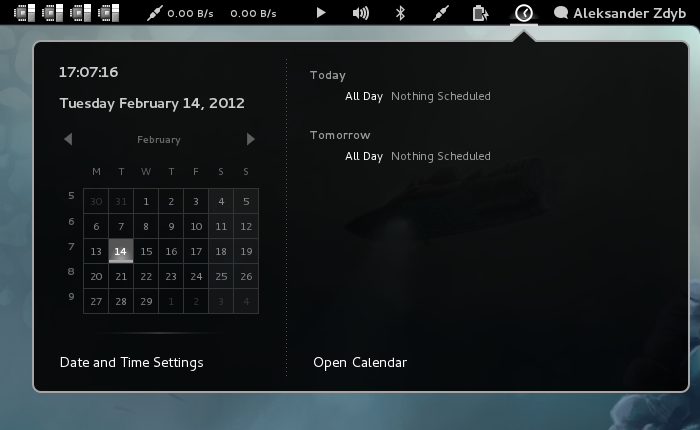 0.00 B/s 0.00 B/s Aleksander Zdyb
17:07:16
Tuesday February 14, 2012
February
M T W T F S S
5 30 31 1 2 3 4 5
6 6 7 8 9 10 11 12
7 13 14 15 16 17 18 19
8 20 21 22 23 24 25 26
9 27 28 29 1 2 3 4
Date and Time Settings
Today
All Day Nothing Scheduled
Tomorrow
All Day Nothing Scheduled
Open Calendar